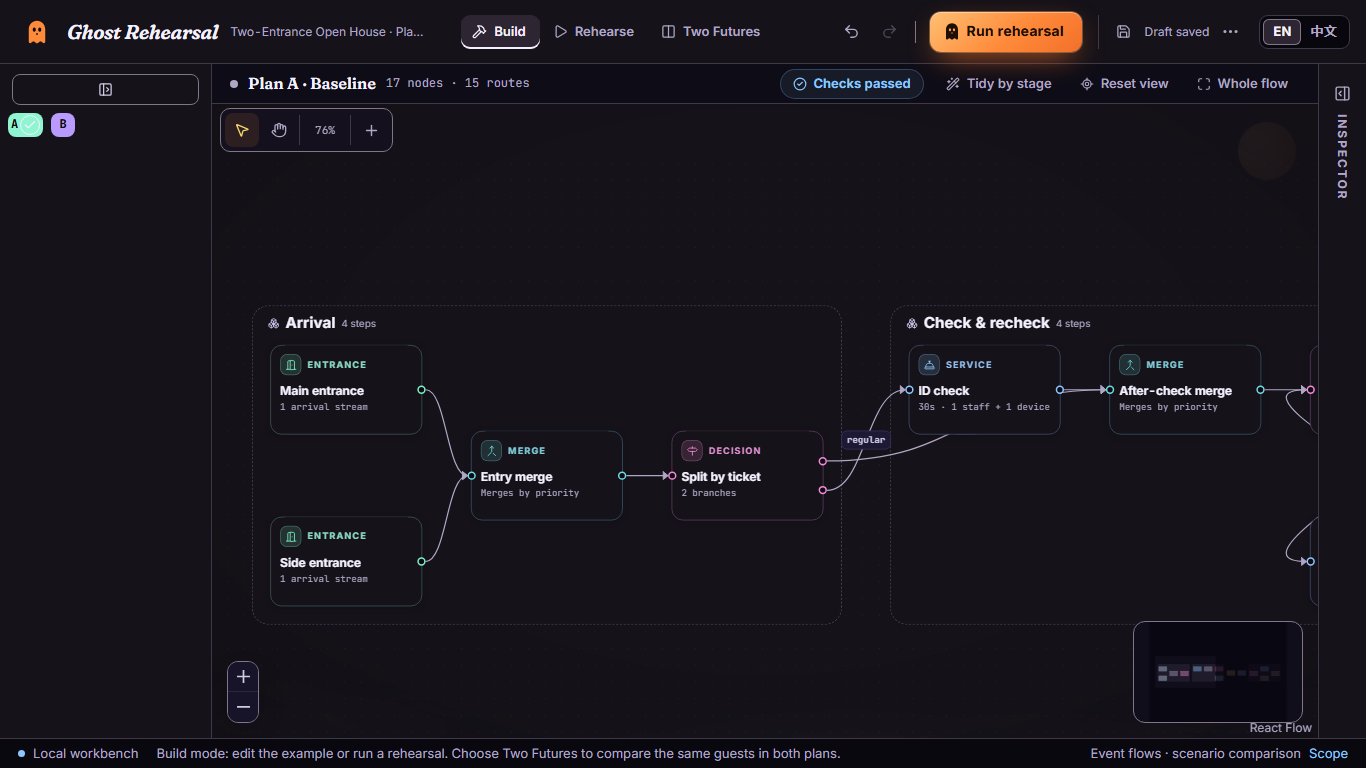 Ghost Rehearsal
Two-Entrance Open House · Pla...
Build
Rehearse
Two Futures
Run rehearsal
Draft saved
EN
中文
Plan A · Baseline
17 nodes · 15 routes
Checks passed
Tidy by stage
Reset view
Whole flow
A
B
76%
INSPECTOR
Arrival 4 steps
Check & recheck 4 steps
ENTRANCE
Main entrance
1 arrival stream
SERVICE
ID check
30s · 1 staff + 1 device
MERGE
After-check merge
Merges by priority
regular
MERGE
Entry merge
Merges by priority
DECISION
Split by ticket
2 branches
ENTRANCE
Side entrance
1 arrival stream
React Flow
Local workbench
Build mode: edit the example or run a rehearsal. Choose Two Futures to compare the same guests in both plans.
Event flows · scenario comparison
Scope